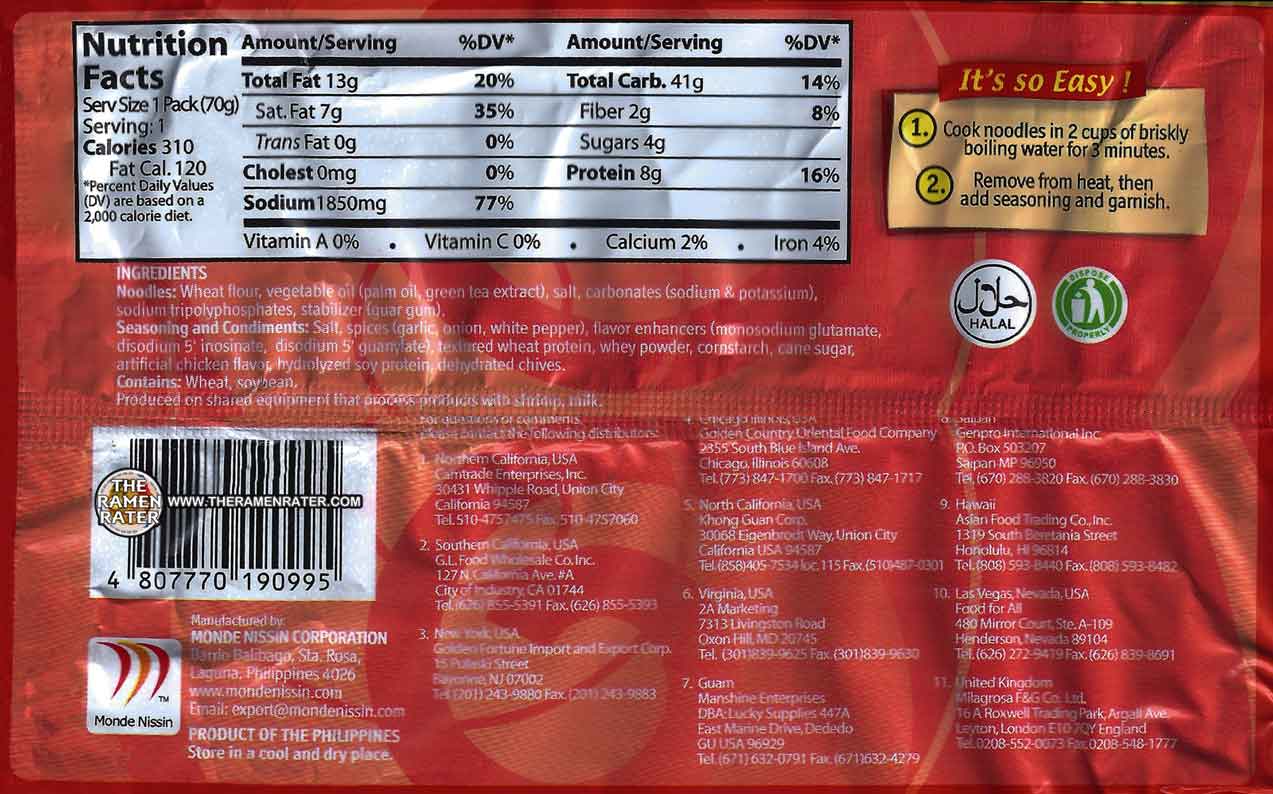 Nutrition Facts
Serv Size 1 Pack (70g)
Serving: 1
Calories 310
Fat Cal. 120
*Percent Daily Values
(DV) are based on a
2,000 calorie diet.
Amount/Serving %DV* Amount/Serving %DV*
Total Fat 13g 20% Total Carb. 41g 14%
Sat. Fat 7g 35% Fiber 2g 8%
Trans Fat 0g 0% Sugars 4g
Cholest 0mg 0% Protein 8g 16%
Sodium 1850mg 77%
Vitamin A 0% • Vitamin C 0% • Calcium 2% • Iron 4%
It's so Easy !
1. Cook noodles in 2 cups of briskly
boiling water for 3 minutes.
2. Remove from heat, then
add seasoning and garnish.
حلال
HALAL
DISPOSE
PROPERLY
INGREDIENTS
Noodles: Wheat flour, vegetable oil (palm oil, green tea extract), salt, carbonates (sodium & potassium),
sodium tripolyphosphates, stabilizer (guar gum).
Seasoning and Condiments: Salt, spices (garlic, onion, white pepper), flavor enhancers (monosodium glutamate,
disodium 5' inosinate, disodium 5' guanylate), textured wheat protein, whey powder, cornstarch, cane sugar,
artificial chicken flavor, hydrolyzed soy protein, dehydrated chives.
Contains: Wheat, soybean.
Produced on shared equipment that process products with shrimp, milk.
THE
RAMEN
RATER
WWW.THERAMENRATER.COM
4 807770 190995
Monde Nissin
TM
Manufactured by:
MONDE NISSIN CORPORATION
Barrio Balibago, Sta. Rosa,
Laguna, Philippines 4026
www.mondenissin.com
Email: export@mondenissin.com
PRODUCT OF THE PHILIPPINES
Store in a cool and dry place.
For questions or comments
Please contact the following distributors:
1. Northern California, USA
Camtrade Enterprises, Inc.
30431 Whipple Road, Union City
California 94587
Tel. 510-4757475 Fax. 510-4757060
2. Southern California, USA
G.L. Food Wholesale Co. Inc.
127 N. California Ave. #A
City of Industry, CA 01744
Tel. (626) 855-5391 Fax. (626) 855-5393
3. New York, USA
Golden Fortune Import and Export Corp.
15 Pulaski Street
Bayonne, NJ 07002
Tel. (201) 243-9880 Fax. (201) 243-9883
4. Chicago Illinois, USA
Golden Country Oriental Food Company
2355 South Blue Island Ave.
Chicago, Illinois 60608
Tel. (773) 847-1700 Fax. (773) 847-1717
5. North California, USA
Khong Guan Corp.
30068 Eigenbrodt Way, Union City
California USA 94587
Tel. (858)405-7534 loc. 115 Fax. (510)487-0301
6. Virginia, USA
2A Marketing
7313 Livingston Road
Oxon Hill, MD 20745
Tel. (301)839-9625 Fax. (301)839-9630
7. Guam
Manshine Enterprises
DBA: Lucky Supplies 447A
East Marine Drive, Dededo
GU USA 96929
Tel. (671) 632-0791 Fax. (671)632-4279
8. Saipan
Genpro International Inc.
P.O. Box 503207
Saipan MP 96950
Tel. (670) 288-3820 Fax. (670) 288-3830
9. Hawaii
Asian Food Trading Co., Inc.
1319 South Beretania Street
Honolulu, HI 96814
Tel. (808) 593-8440 Fax. (808) 593-8482
10. Las Vegas, Nevada, USA
Food for All
480 Mirror Court, Ste. A-109
Henderson, Nevada 89104
Tel. (626) 272-9419 Fax. (626) 839-8691
11. United Kingdom
Milagrosa F&G Co. Ltd.
16 A Roxwell Trading Park, Argall Ave.
Leyton, London E10 7QY England
Tel. 0208-552-0073 Fax. 0208-548-1777